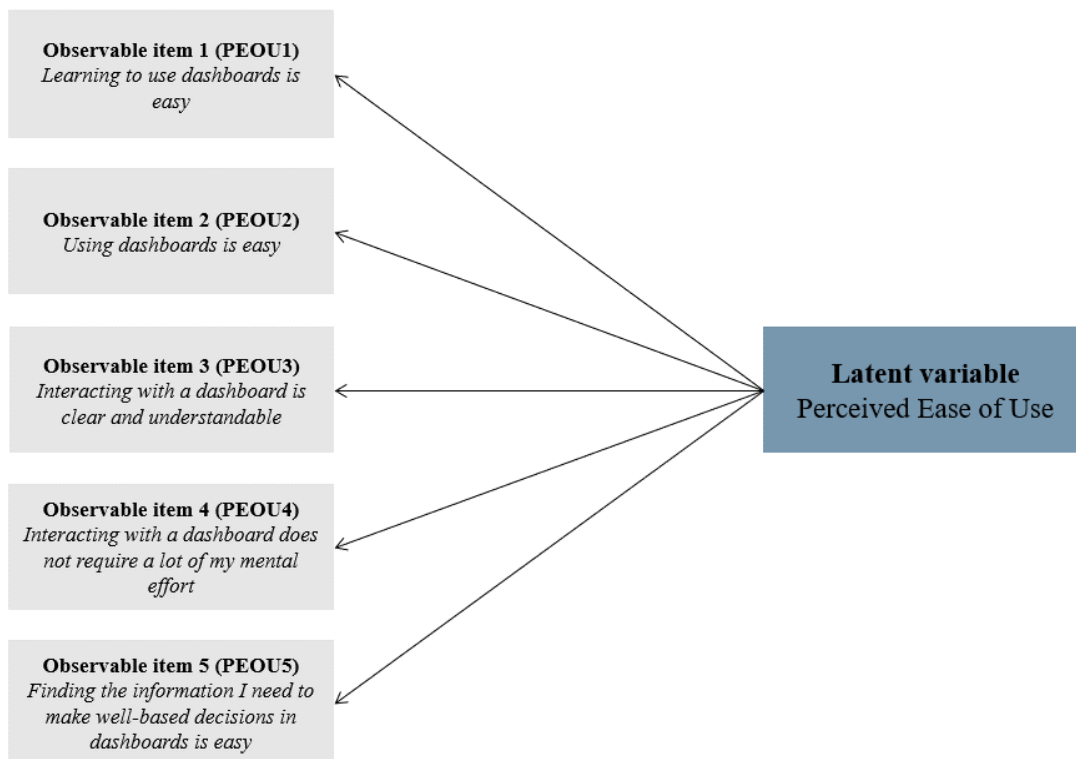 Observable item 1 (PEOU1)
Learning to use dashboards is
easy
Observable item 2 (PEOU2)
Using dashboards is easy
Observable item 3 (PEOU3)
Interacting with a dashboard is
clear and understandable
Observable item 4 (PEOU4)
Interacting with a dashboard does
not require a lot of my mental
effort
Observable item 5 (PEOU5)
Finding the information I need to
make well-based decisions in
dashboards is easy
Latent variable
Perceived Ease of Use